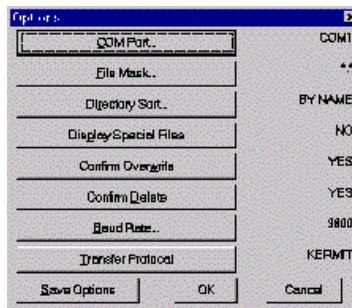 Options
COM Port... COM1
File Mask... *.*
Directory Sort... BY NAME
Display Special Files NO
Confirm Overwrite YES
Confirm Delete YES
Baud Rate... 9600
Transfer Protocol KERMIT
Save Options OK Cancel